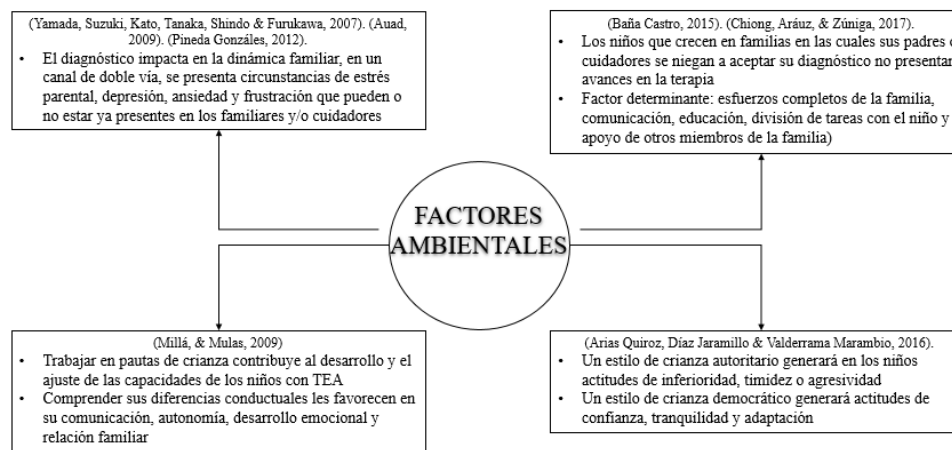 (Yamada, Suzuki, Kato, Tanaka, Shindo & Furukawa, 2007). (Auad,
2009). (Pineda Gonzáles, 2012).
• El diagnóstico impacta en la dinámica familiar, en un
canal de doble vía, se presenta circunstancias de estrés
parental, depresión, ansiedad y frustración que pueden o
no estar ya presentes en los familiares y/o cuidadores
(Baña Castro, 2015). (Chiong, Aráuz, & Zúniga, 2017).
• Los niños que crecen en familias en las cuales sus padres
cuidadores se niegan a aceptar su diagnóstico no presentan
avances en la terapia
• Factor determinante: esfuerzos completos de la familia,
comunicación, educación, división de tareas con el niño y
apoyo de otros miembros de la familia)
FACTORES
AMBIENTALES
(Millá, & Mulas, 2009)
• Trabajar en pautas de crianza contribuye al desarrollo y el
ajuste de las capacidades de los niños con TEA
• Comprender sus diferencias conductuales les favorecen en
su comunicación, autonomía, desarrollo emocional y
relación familiar
(Arias Quiroz, Díaz Jaramillo & Valderrama Marambio, 2016).
• Un estilo de crianza autoritario generará en los niños
actitudes de inferioridad, timidez o agresividad
• Un estilo de crianza democrático generará actitudes de
confianza, tranquilidad y adaptación